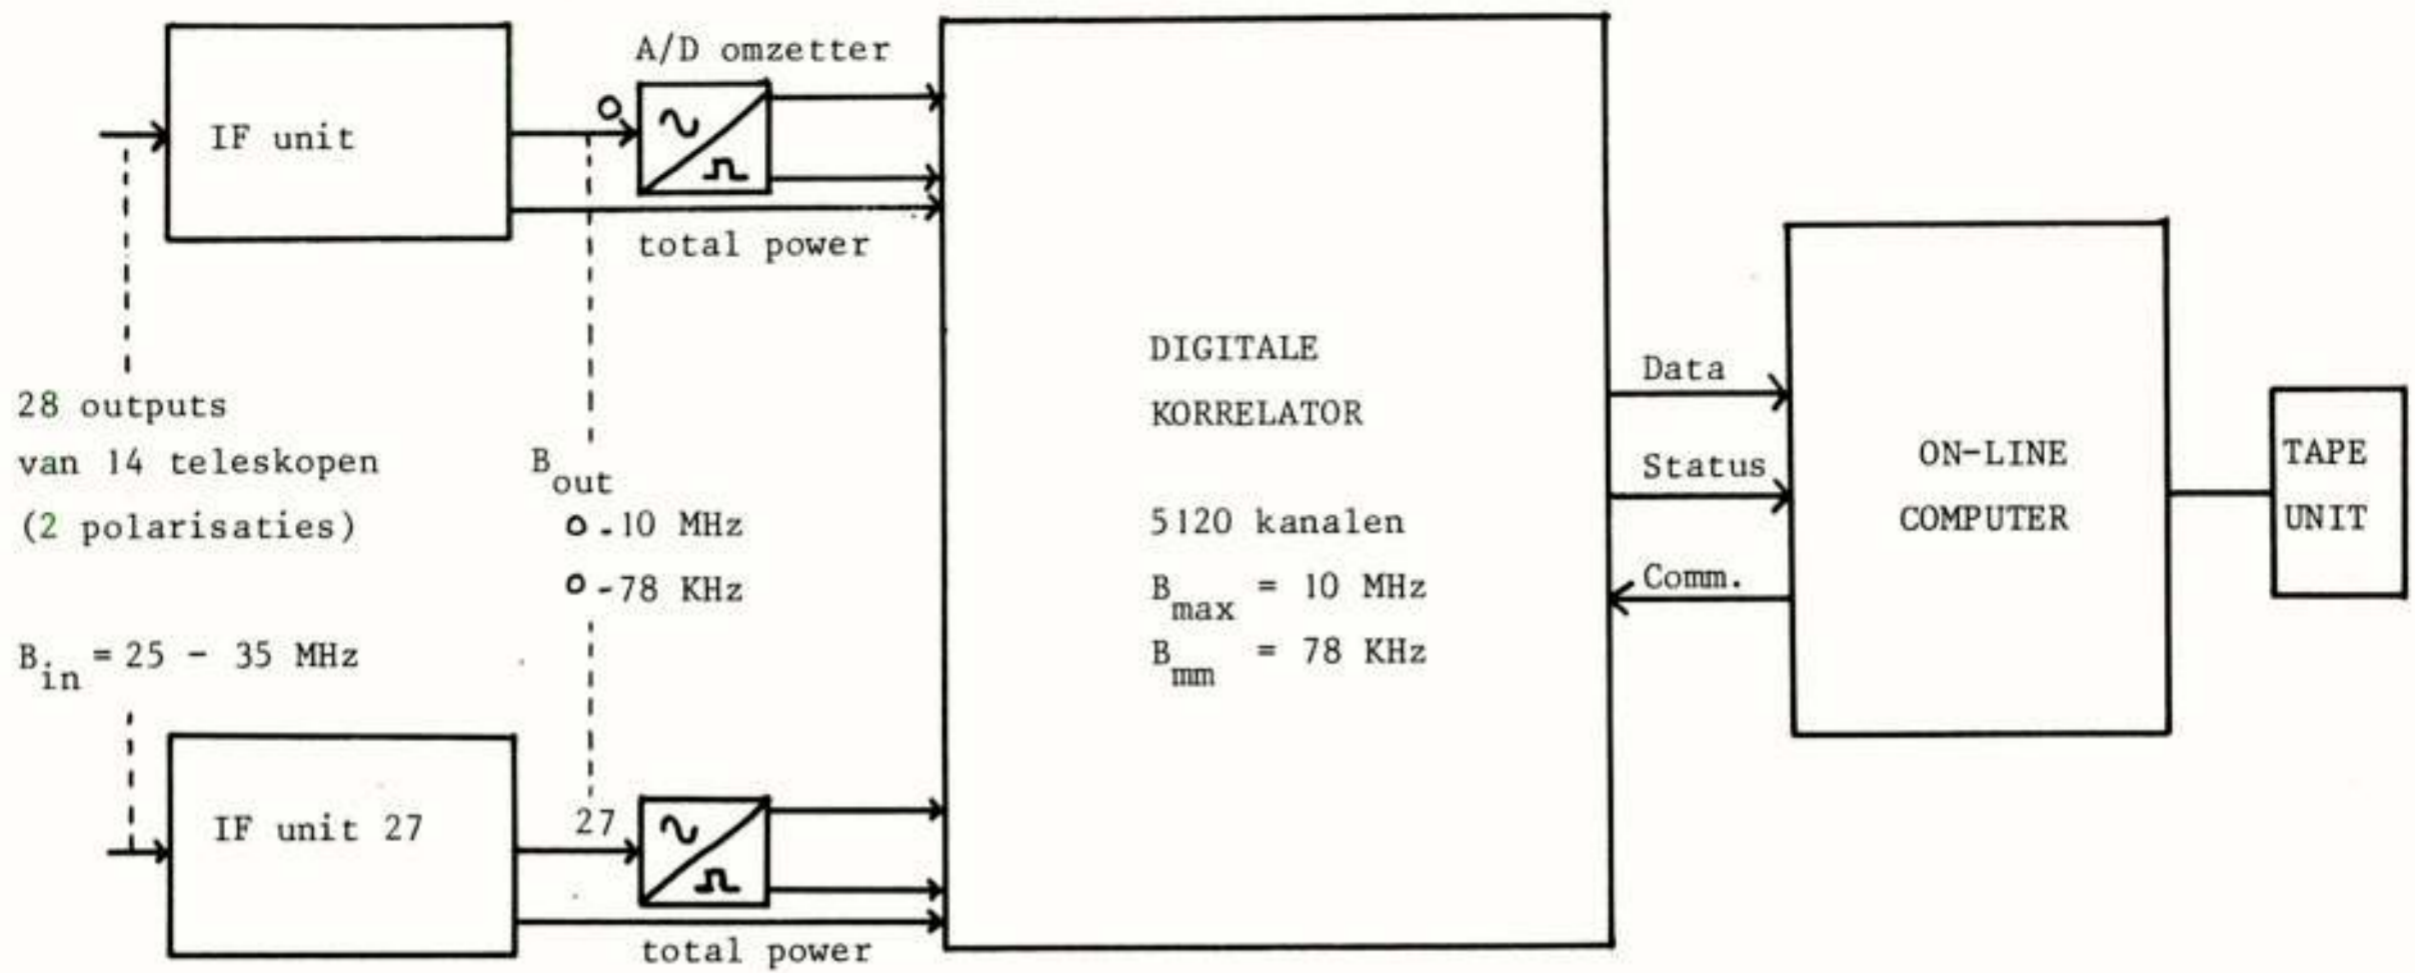 A/D omzetter
IF unit
O
total power
28 outputs
van 14 teleskopen
(2 polarisaties)
B in = 25 - 35 MHz
B out
O - 10 MHz
O - 78 KHz
IF unit 27
27
total power
DIGITALE
KORRELATOR
5120 kanalen
B max = 10 MHz
B mm = 78 KHz
Data
Status
Comm.
ON-LINE
COMPUTER
TAPE
UNIT